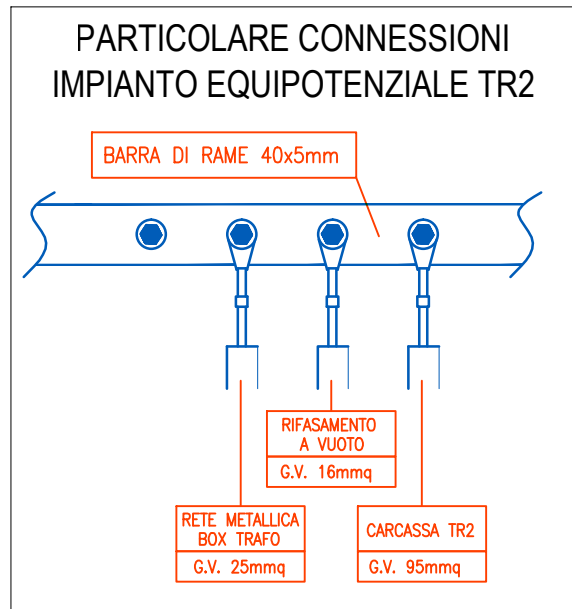 PARTICOLARE CONNESSIONI
IMPIANTO EQUIPOTENZIALE TR2
BARRA DI RAME 40x5mm
RIFASAMENTO
A VUOTO
G.V. 16mmq
RETE METALLICA
BOX TRAFO
G.V. 25mmq
CARCASSA TR2
G.V. 95mmq